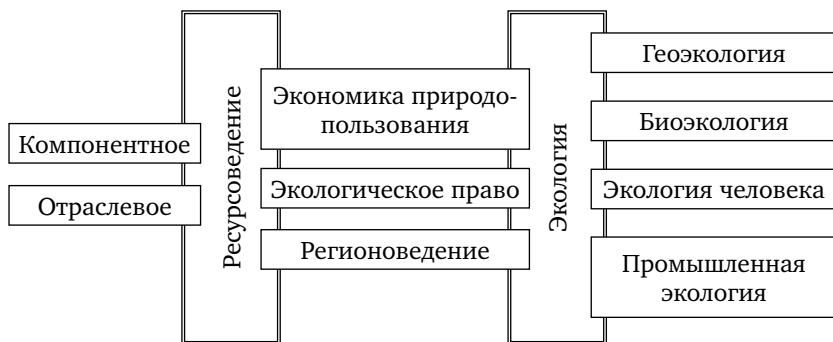 Компонентное
Отраслевое
Ресурсоведение
Экономика природо-
пользования
Экологическое право
Регионоведение
Экология
Геоэкология
Биоэкология
Экология человека
Промышленная
экология